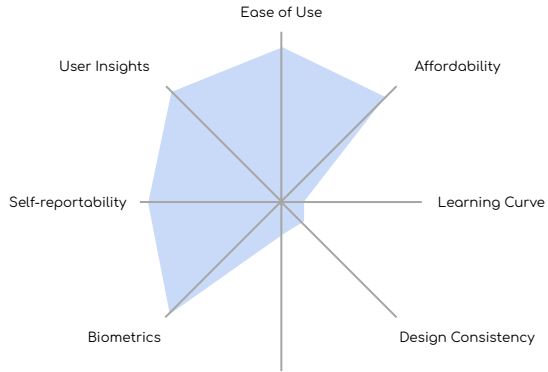 Ease of Use
User Insights
Affordability
Self-reportability
Learning Curve
Biometrics
Design Consistency